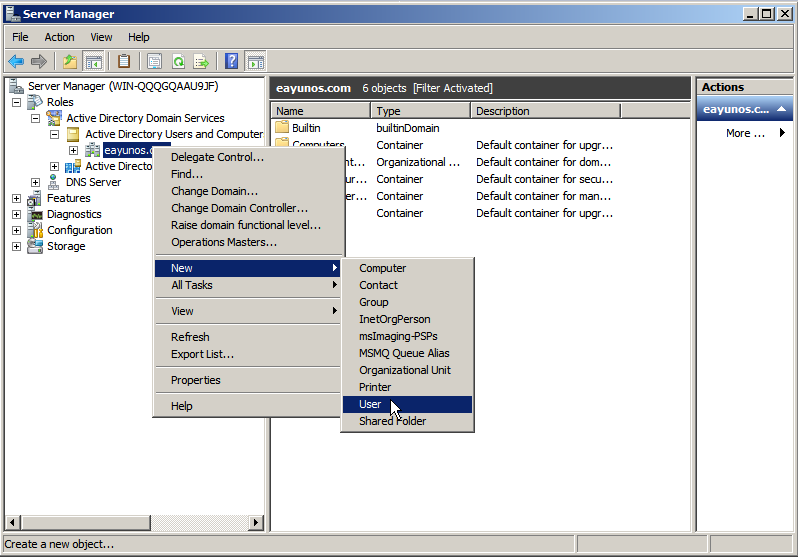 Server Manager
File Action View Help
Server Manager (WIN-QQQGQAAU9JF)
Roles
Active Directory Domain Services
Active Directory Users and Computer
eayunos.c
Active Directo
DNS Server
Features
Diagnostics
Configuration
Storage
eayunos.com 6 objects [Filter Activated]
Name Type Description
Builtin builtinDomain
Computers Container Default container for upgr...
nt... Organizational ... Default container for dom...
ur... Container Default container for secu...
er... Container Default container for man...
Container Default container for upgr...
Delegate Control...
Find...
Change Domain...
Change Domain Controller...
Raise domain functional level...
Operations Masters...
New
All Tasks
View
Refresh
Export List...
Properties
Help
Computer
Contact
Group
InetOrgPerson
msImaging-PSPs
MSMQ Queue Alias
Organizational Unit
Printer
User
Shared Folder
Actions
eayunos.c...
More ...
Create a new object...